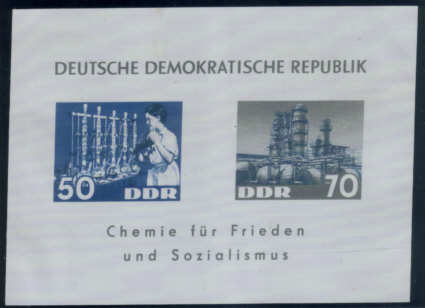 DEUTSCHE DEMOKRATISCHE REPUBLIK
50 DDR
DDR 70
Chemie für Frieden
und Sozialismus